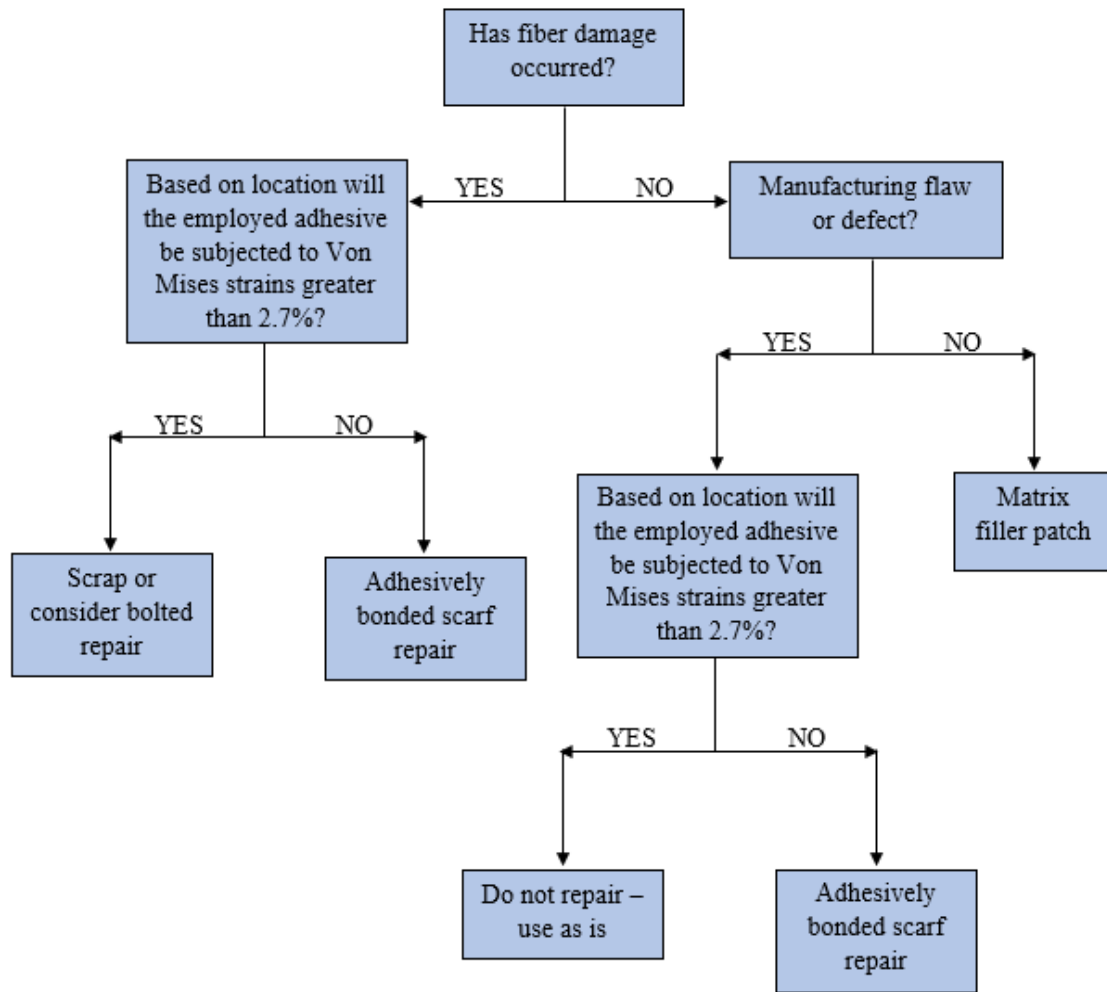 Has fiber damage
occurred?
YES
NO
Based on location will
the employed adhesive
be subjected to Von
Mises strains greater
than 2.7%?
Manufacturing flaw
or defect?
YES
NO
YES
NO
Scrap or
consider bolted
repair
Adhesively
bonded scarf
repair
Based on location will
the employed adhesive
be subjected to Von
Mises strains greater
than 2.7%?
Matrix
filler patch
YES
NO
Do not repair –
use as is
Adhesively
bonded scarf
repair